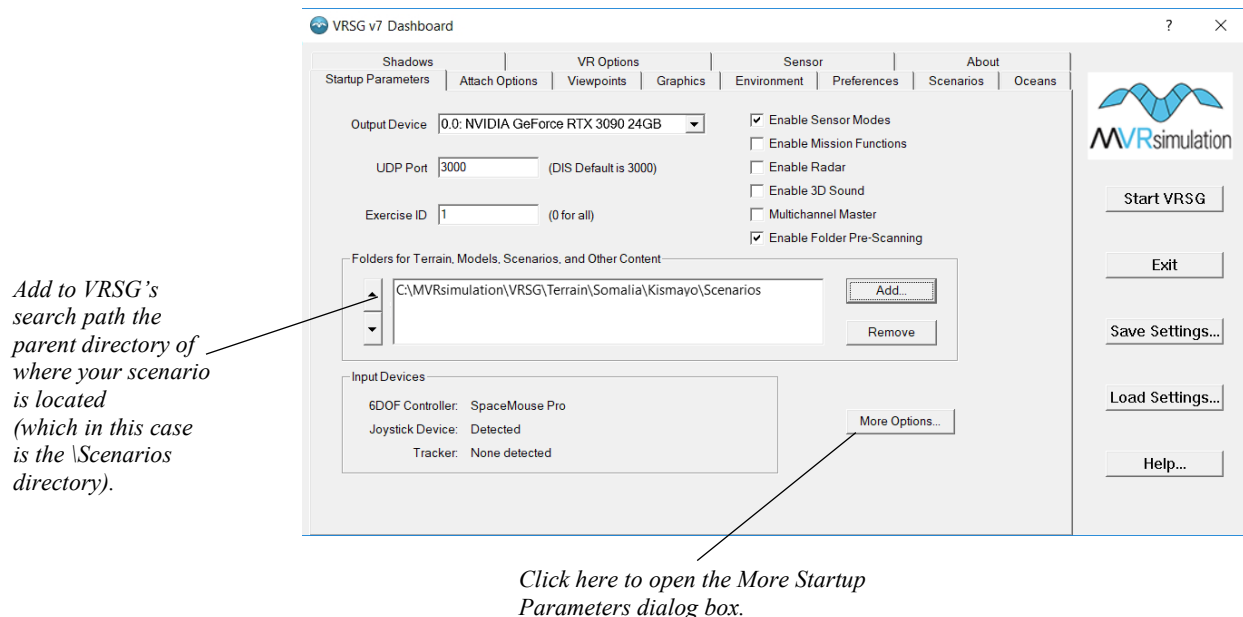 VRSG v7 Dashboard ? ×
Shadows VR Options Sensor About
Startup Parameters Attach Options Viewpoints Graphics Environment Preferences Scenarios Oceans
Output Device 0.0: NVIDIA GeForce RTX 3090 24GB
UDP Port 3000 (DIS Default is 3000)
Exercise ID 1 (0 for all)
Enable Sensor Modes
Enable Mission Functions
Enable Radar
Enable 3D Sound
Multichannel Master
Enable Folder Pre-Scanning
Folders for Terrain, Models, Scenarios, and Other Content
C:\MVRsimulation\VRSG\Terrain\Somalia\Kismayo\Scenarios
Add...
Remove
Input Devices
6DOF Controller: SpaceMouse Pro
Joystick Device: Detected
Tracker: None detected
More Options...
MVRsimulation
Start VRSG
Exit
Save Settings...
Load Settings...
Help...
Add to VRSG’s
search path the
parent directory of
where your scenario
is located
(which in this case
is the \Scenarios
directory).
Click here to open the More Startup
Parameters dialog box.